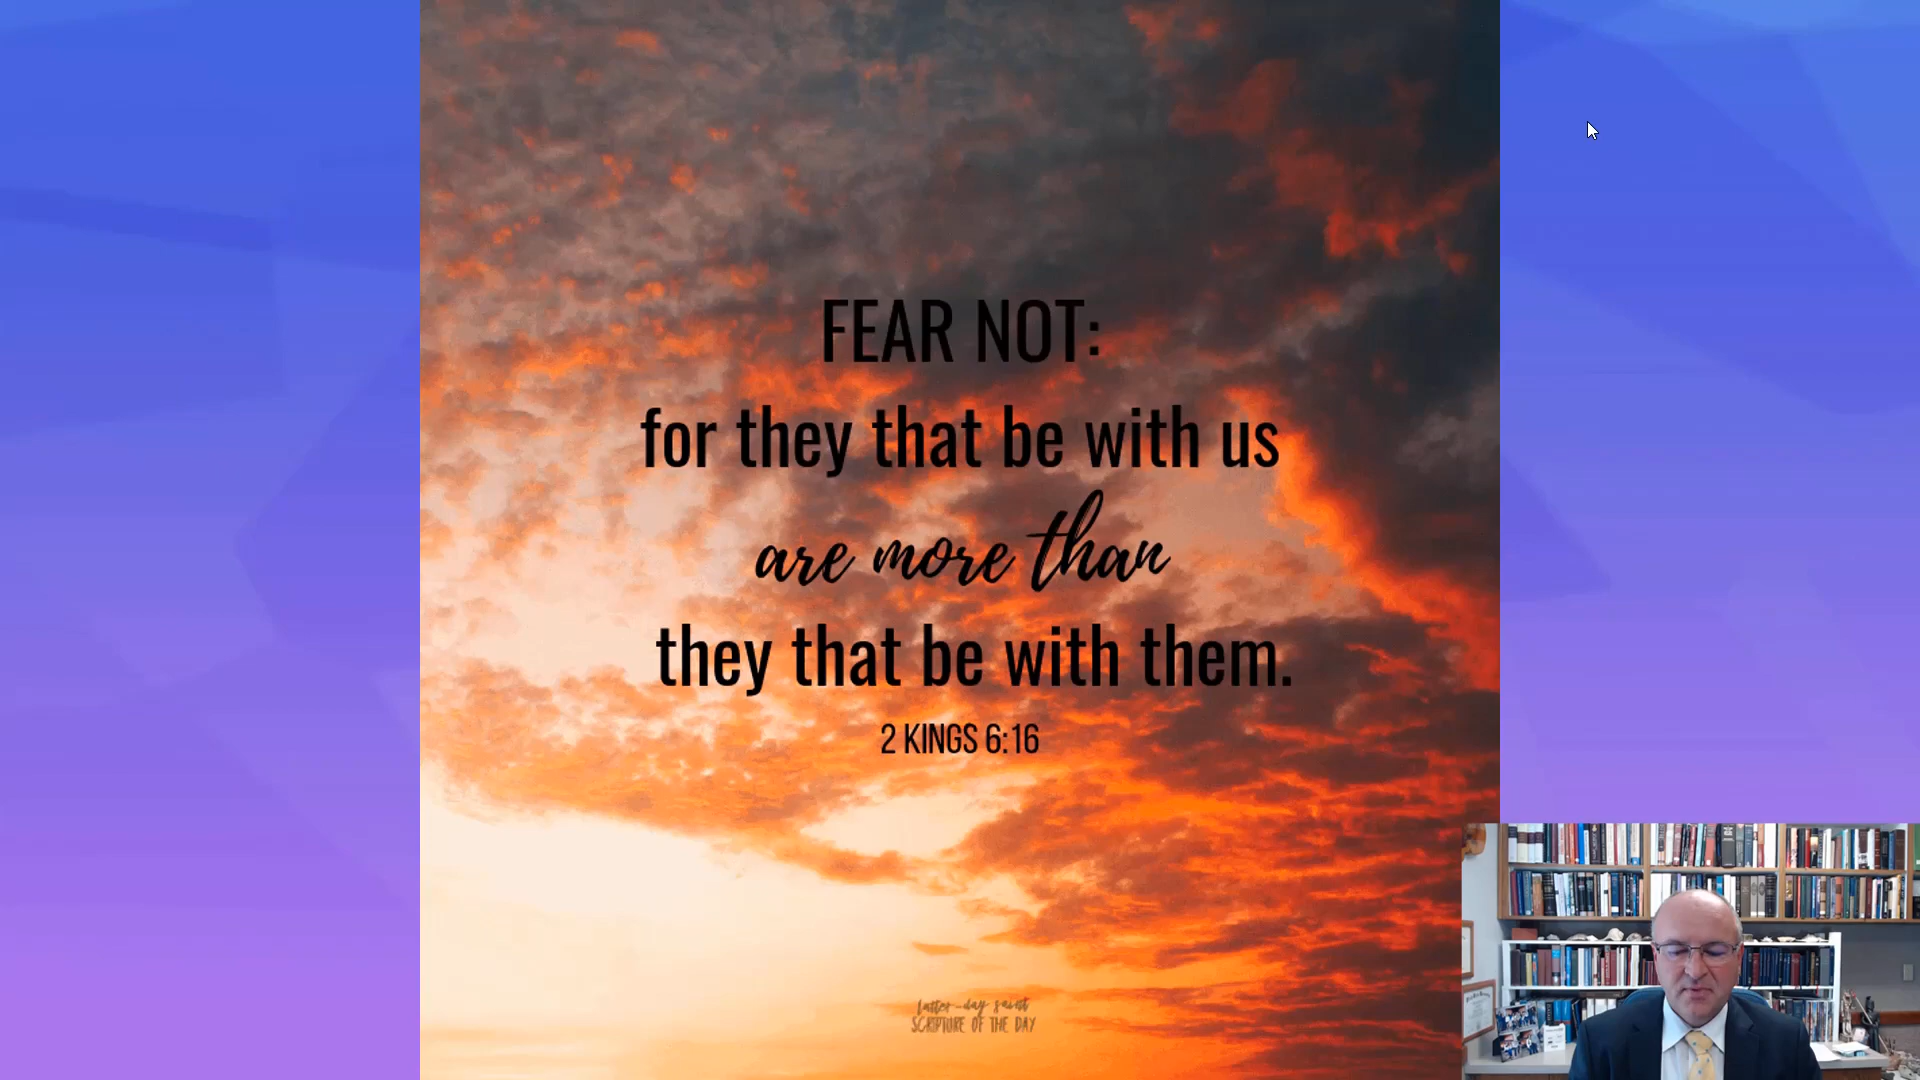 FEAR NOT:
for they that be with us
are more than
they that be with them.
2 KINGS 6:16
latter-day saint
SCRIPTURE OF THE DAY